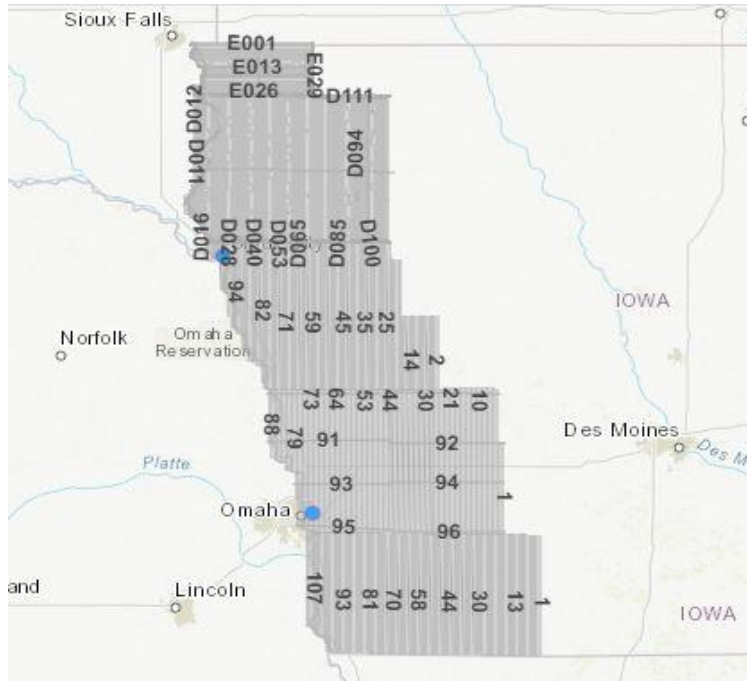 Sioux Falls
E001
E013
E029
E026
D111
D012
D094
D011
D016
D028
D040
D053
D065
D085
D100
94
82
71
59
45
35
25
IOWA
Norfolk
Omaha
Reservation
14
2
73
64
53
44
30
21
10
88
79
91
92
Des Moines
Des M
Platte
93
94
1
Omaha
95
96
and
Lincoln
107
93
81
70
58
44
30
13
1
IOWA